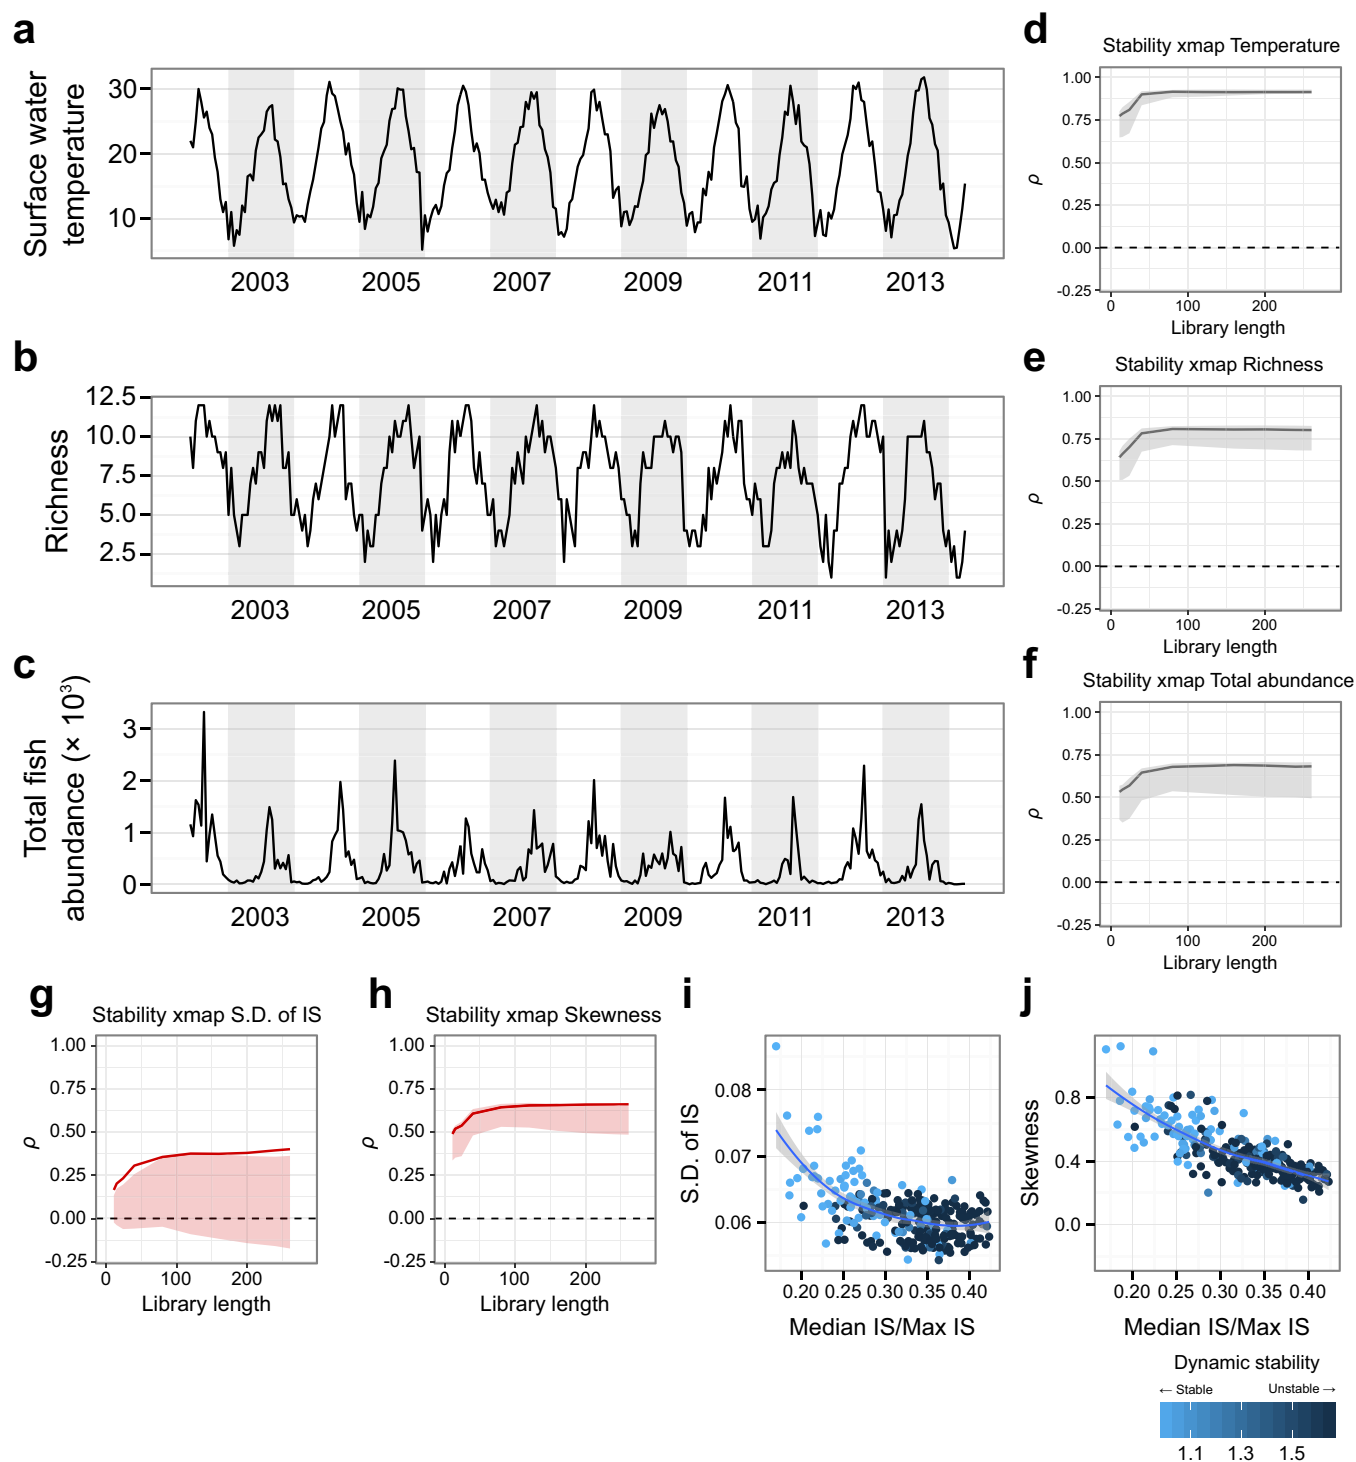 a
Surface water
temperature
30
20
10
2003 2005 2007 2009 2011 2013
b
Richness
12.5
10.0
7.5
5.0
2.5
2003 2005 2007 2009 2011 2013
c
Total fish
abundance (× 10³)
3
2
1
0
2003 2005 2007 2009 2011 2013
d
Stability xmap Temperature
ρ
1.00
0.75
0.50
0.25
0.00
-0.25
0 100 200
Library length
e
Stability xmap Richness
ρ
1.00
0.75
0.50
0.25
0.00
-0.25
0 100 200
Library length
f
Stability xmap Total abundance
ρ
1.00
0.75
0.50
0.25
0.00
-0.25
0 100 200
Library length
g
Stability xmap S.D. of IS
ρ
1.00
0.75
0.50
0.25
0.00
-0.25
0 100 200
Library length
h
Stability xmap Skewness
ρ
1.00
0.75
0.50
0.25
0.00
-0.25
0 100 200
Library length
i
S.D. of IS
0.08
0.07
0.06
0.20 0.25 0.30 0.35 0.40
Median IS/Max IS
j
Skewness
0.8
0.4
0.0
0.20 0.25 0.30 0.35 0.40
Median IS/Max IS
Dynamic stability
← Stable Unstable →
1.1 1.3 1.5